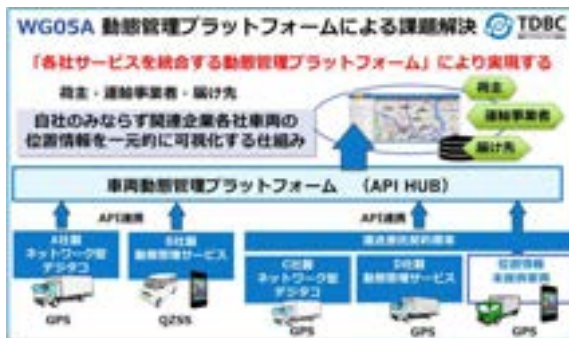 WG05A 動態管理プラットフォームによる課題解決
TDBC
「各社サービスを統合する動態管理プラットフォーム」により実現する
荷主・運輸事業者・届け先
自社のみならず関連企業各社車両の
位置情報を一元的に可視化する仕組み
荷主
運輸事業者
届け先
車両動態管理プラットフォーム （API HUB）
API連携
API連携
A社製
ネットワーク型
デジタコ
B社製
動態管理サービス
C社製
ネットワーク型
デジタコ
D社製
動態管理サービス
位置情報
未提供車両
GPS
QZSS
GPS
GPS
GPS